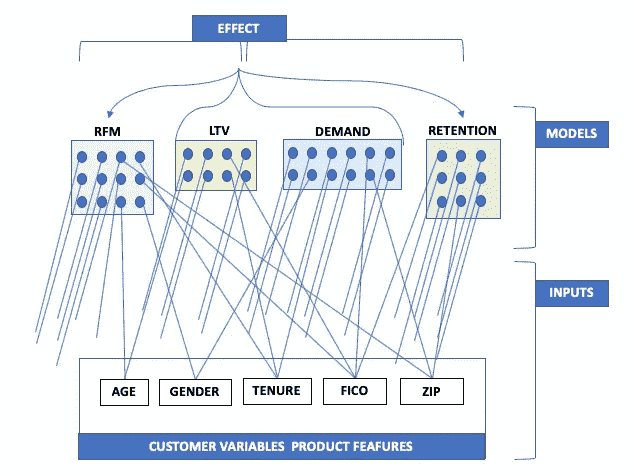 EFFECT
RFM LTV DEMAND RETENTION
MODELS
INPUTS
AGE GENDER TENURE FICO ZIP
CUSTOMER VARIABLES PRODUCT FEAFURES